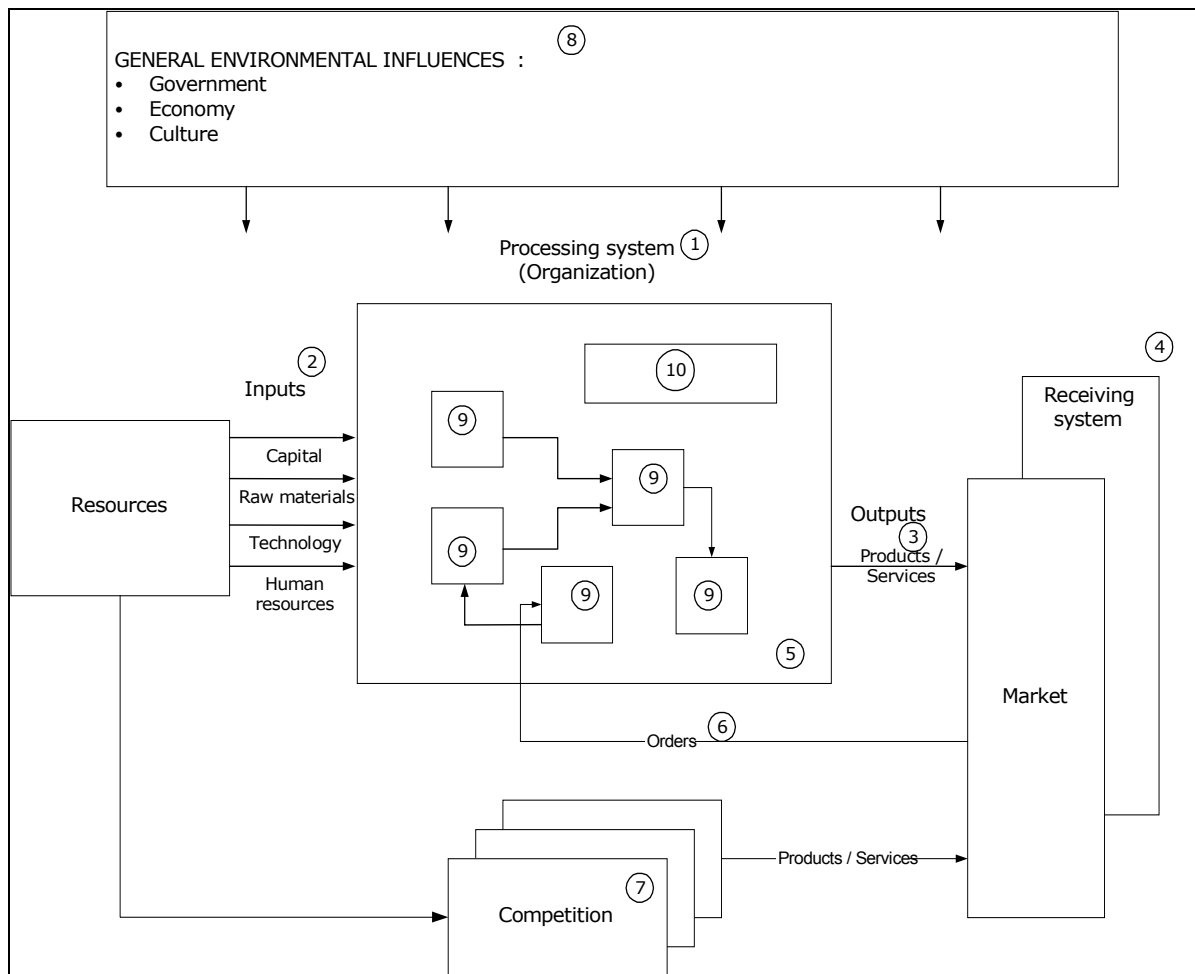 8
GENERAL ENVIRONMENTAL INFLUENCES :
• Government
• Economy
• Culture
Processing system 1
(Organization)
2
Inputs
Capital
Raw materials
Technology
Human
resources
Resources
10
9
9
9
9
9
5
4
Receiving
system
Outputs
3
Products /
Services
Market
Orders 6
Products / Services
7
Competition